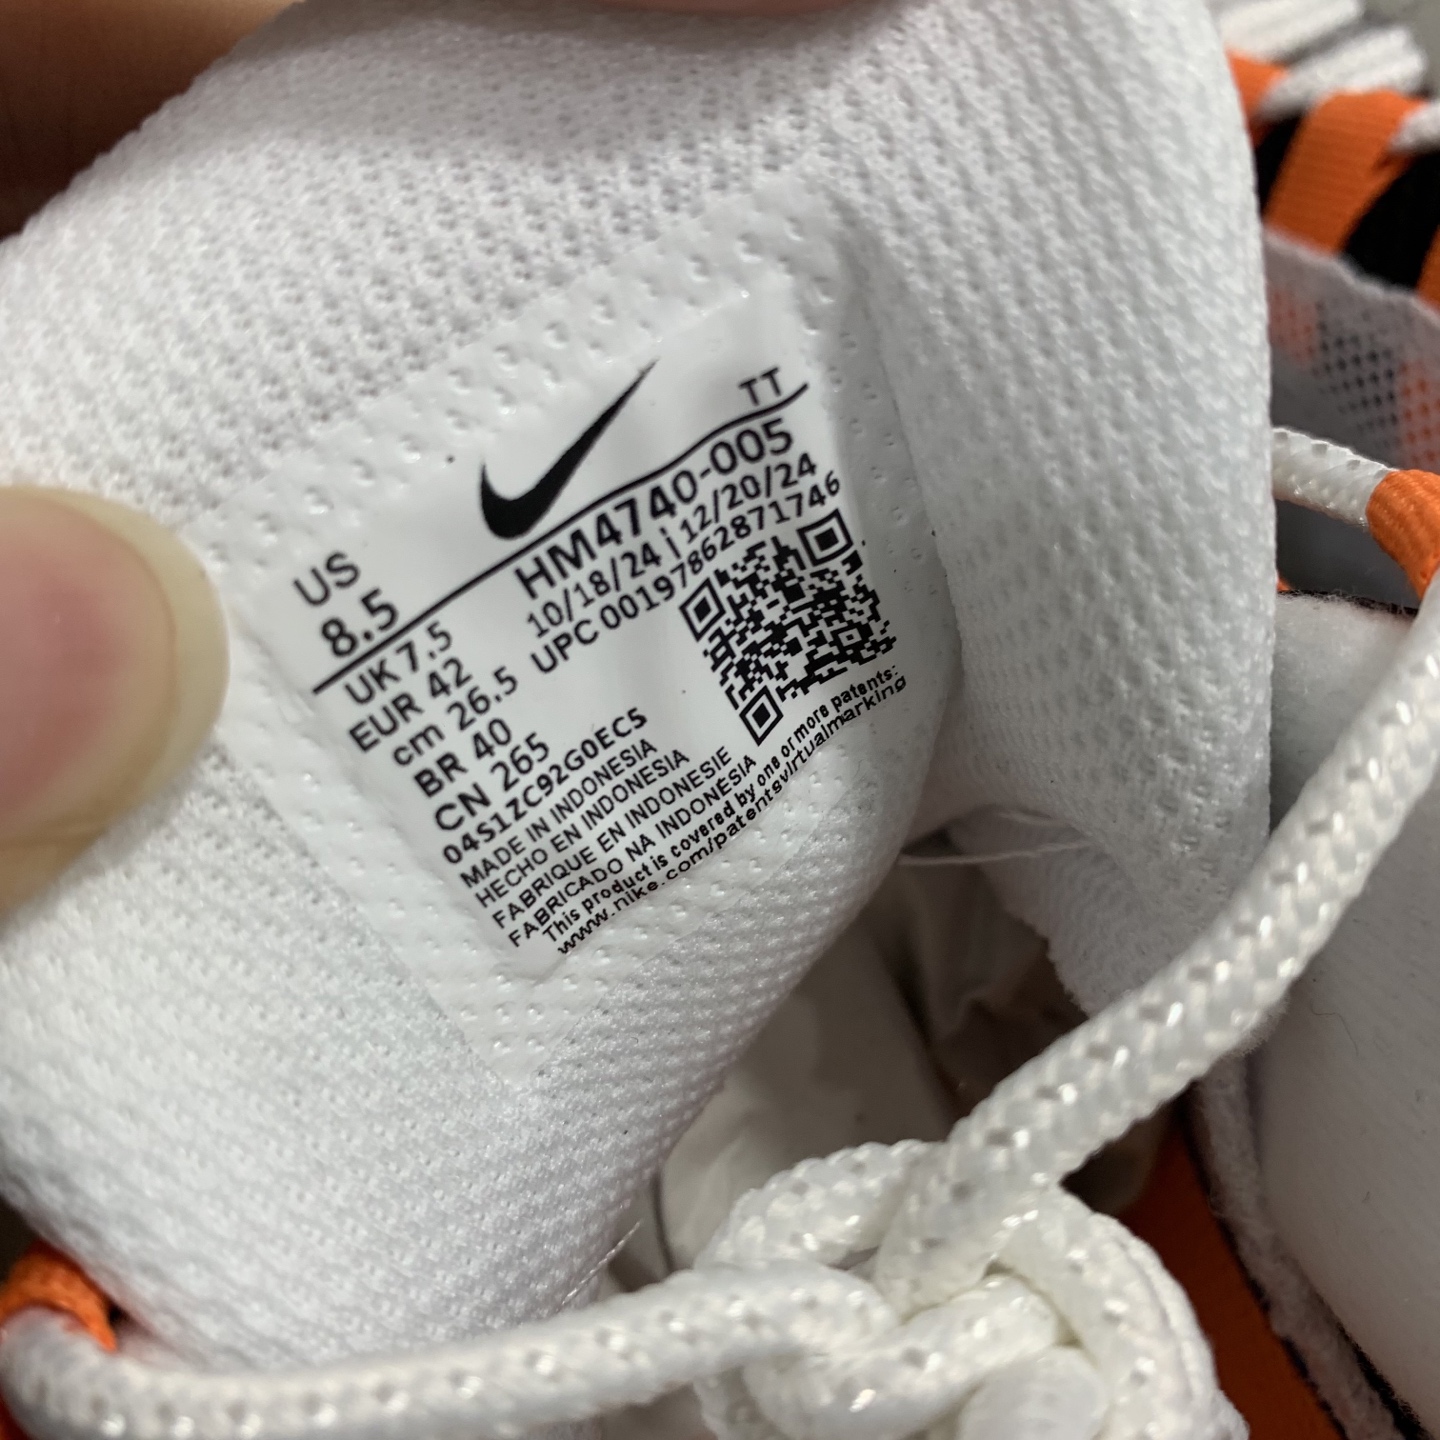 US
8.5
TT
UK 7.5
EUR 42
cm 26.5
BR 40
CN 265
HM4740-005
10/18/24 | 12/20/24
UPC 00197862871746
04S1ZC92G0EC5
MADE IN INDONESIA
HECHO EN INDONESIA
FABRIQUE EN INDONESIE
FABRICADO NA INDONÉSIA
This product is covered by one or more patents:
www.nike.com/patentsvirtualmarking